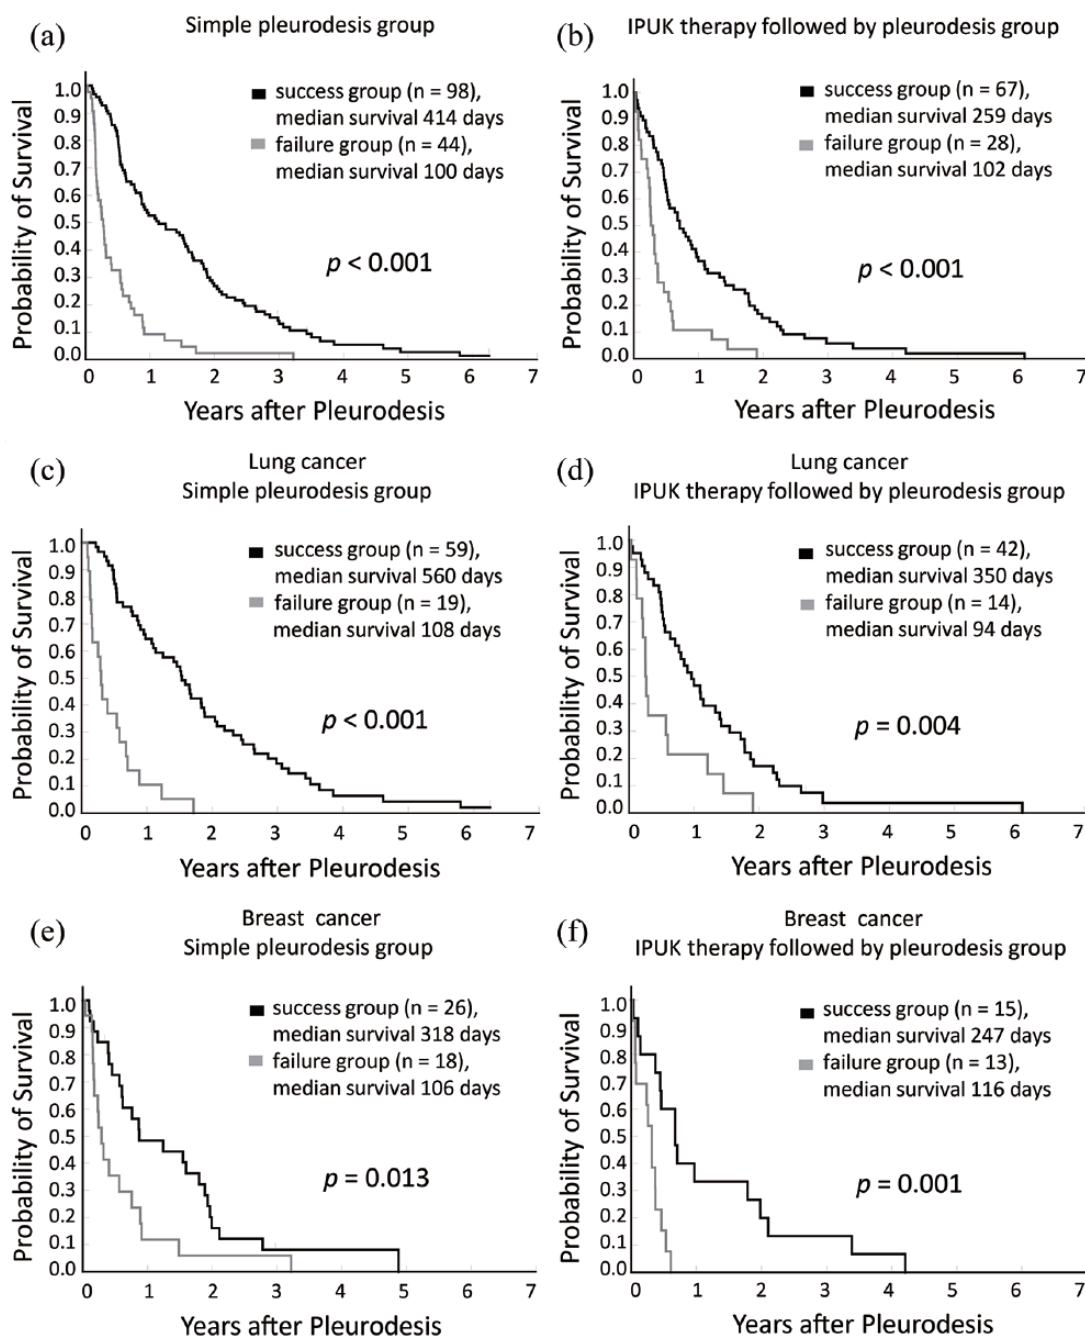 (a)
Simple pleurodesis group
success group (n = 98),
median survival 414 days
failure group (n = 44),
median survival 100 days
p < 0.001
Probability of Survival
1.0
0.9
0.8
0.7
0.6
0.5
0.4
0.3
0.2
0.1
0.0
0 1 2 3 4 5 6 7
Years after Pleurodesis
(b)
IPUK therapy followed by pleurodesis group
success group (n = 67),
median survival 259 days
failure group (n = 28),
median survival 102 days
p < 0.001
Probability of Survival
1.0
0.9
0.8
0.7
0.6
0.5
0.4
0.3
0.2
0.1
0.0
0 1 2 3 4 5 6 7
Years after Pleurodesis
(c)
Lung cancer
Simple pleurodesis group
success group (n = 59),
median survival 560 days
failure group (n = 19),
median survival 108 days
p < 0.001
Probability of Survival
1.0
0.9
0.8
0.7
0.6
0.5
0.4
0.3
0.2
0.1
0.0
0 1 2 3 4 5 6 7
Years after Pleurodesis
(d)
Lung cancer
IPUK therapy followed by pleurodesis group
success group (n = 42),
median survival 350 days
failure group (n = 14),
median survival 94 days
p = 0.004
Probability of Survival
1.0
0.9
0.8
0.7
0.6
0.5
0.4
0.3
0.2
0.1
0.0
0 1 2 3 4 5 6 7
Years after Pleurodesis
(e)
Breast cancer
Simple pleurodesis group
success group (n = 26),
median survival 318 days
failure group (n = 18),
median survival 106 days
p = 0.013
Probability of Survival
1.0
0.9
0.8
0.7
0.6
0.5
0.4
0.3
0.2
0.1
0.0
0 1 2 3 4 5 6 7
Years after Pleurodesis
(f)
Breast cancer
IPUK therapy followed by pleurodesis group
success group (n = 15),
median survival 247 days
failure group (n = 13),
median survival 116 days
p = 0.001
Probability of Survival
1.0
0.9
0.8
0.7
0.6
0.5
0.4
0.3
0.2
0.1
0.0
0 1 2 3 4 5 6 7
Years after Pleurodesis